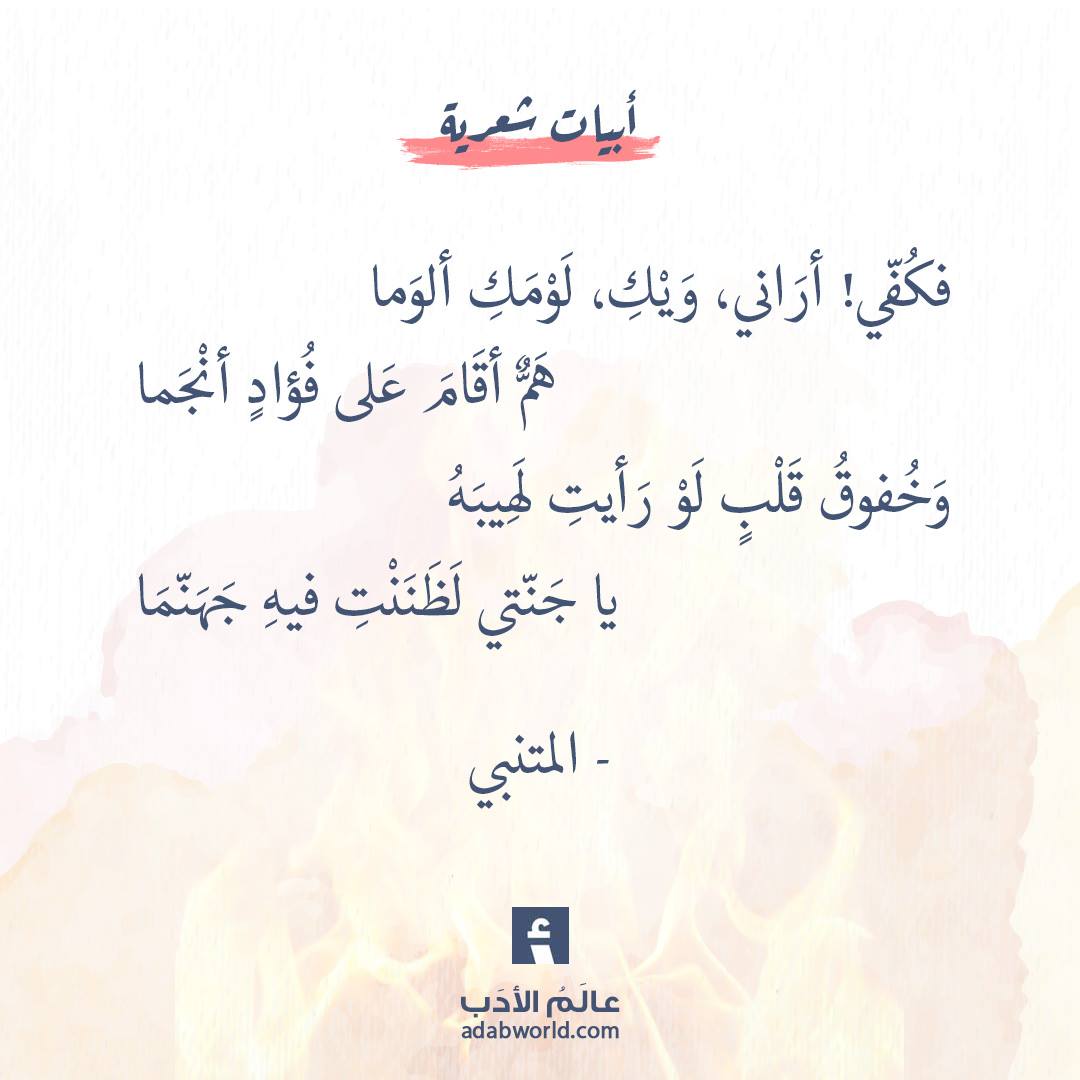 أبيات شعرية
فكُفّي! أرَاني، وَيْكِ، لَوْمَكِ ألوَما
هَمٌّ أقَامَ عَلى فُؤادٍ أنْجَما
وَخُفوقُ قَلْبٍ لَوْ رَأيتِ لَهِيبَهُ
يا جَنّتي لَظَنَنْتِ فيهِ جَهَنّمَا
- المتنبي
أ
عالَمُ الأدَب
adabworld.com